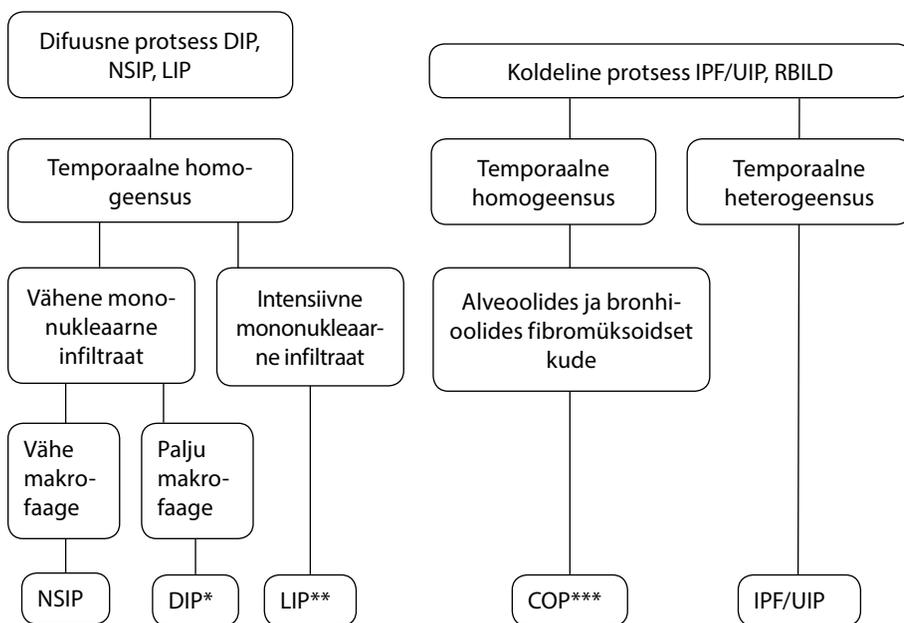 Difuusne protsess DIP,
NSIP, LIP
Koldeline protsess IPF/UIP, RBILD
Temporaalne homo-
geensus
Temporaalne
homogeensus
Temporaalne
heterogeensus
Vähene mono-
nukleaarne
infiltraat
Intensiivne
mononukleaar-
ne infiltraat
Alveoolides ja bronhi-
oolides fibromüksoidset
kude
Vähe
makro-
faage
Palju
makro-
faage
NSIP
DIP*
LIP**
COP***
IPF/UIP